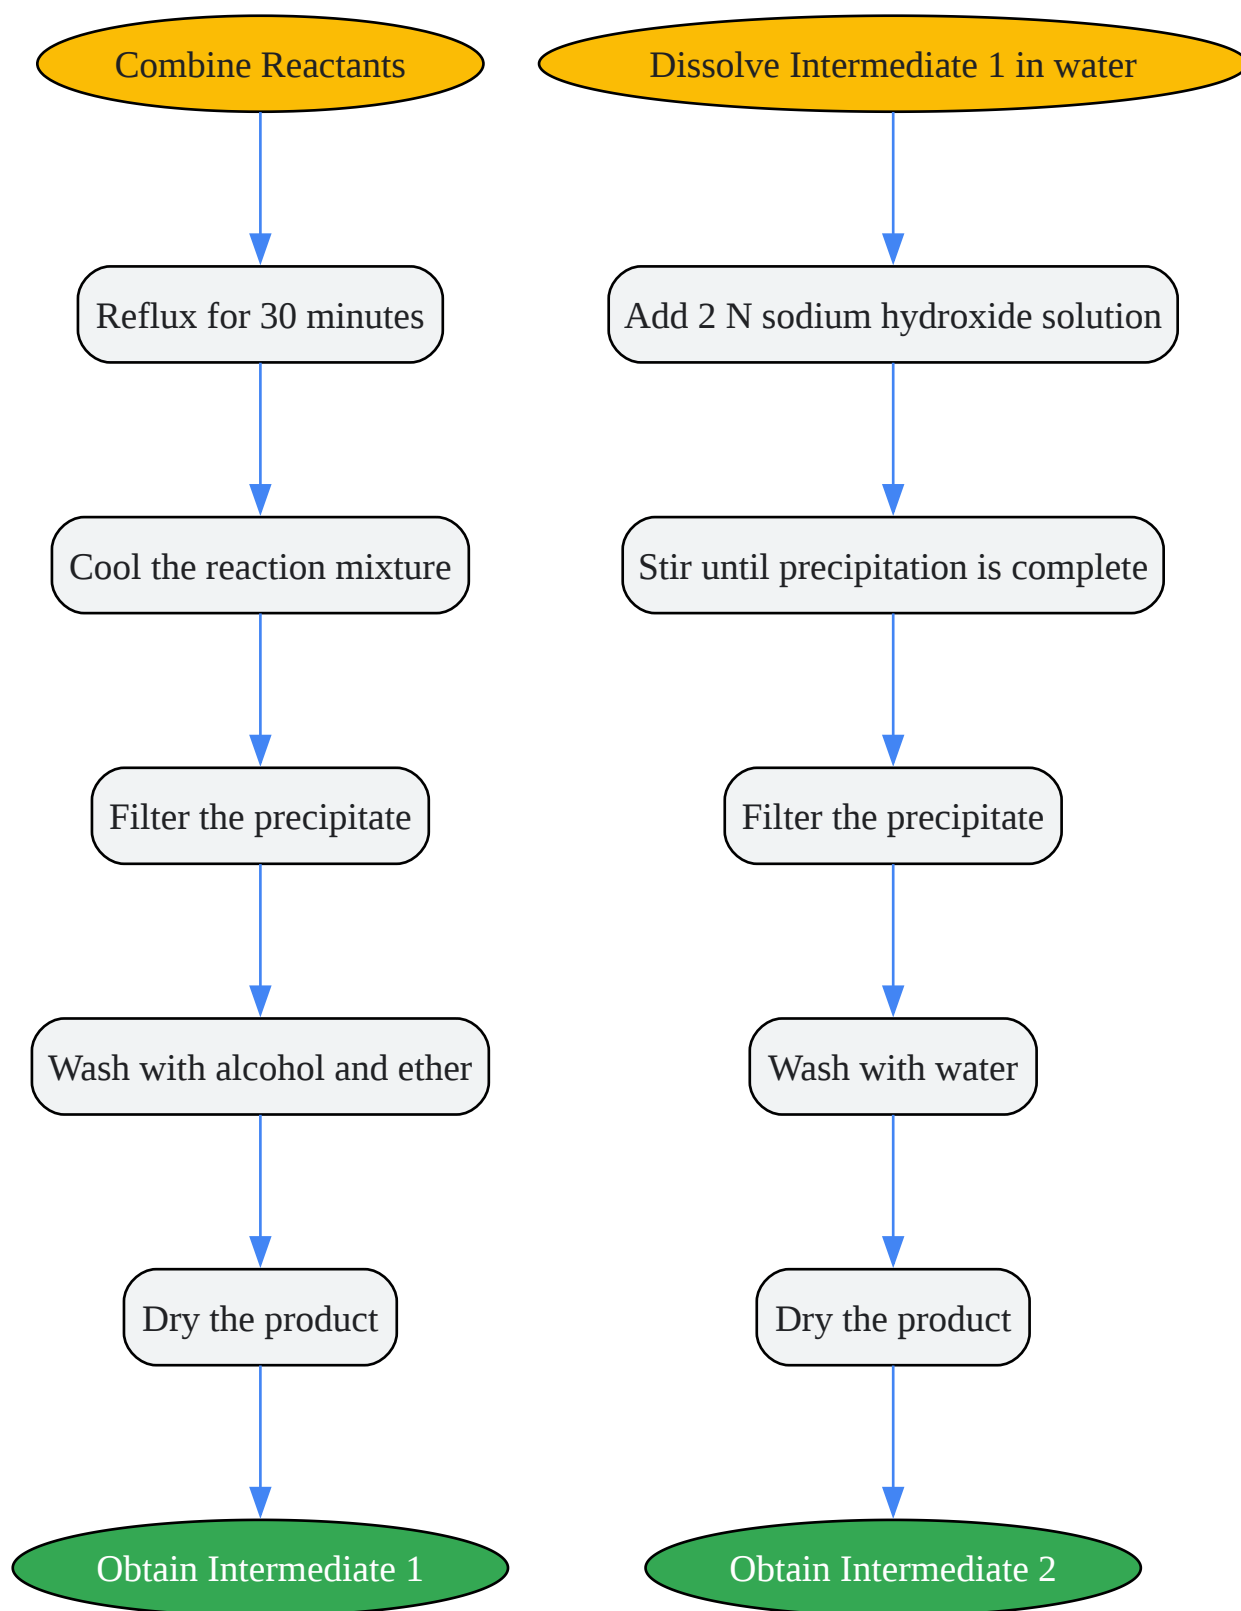 Combine Reactants
Reflux for 30 minutes
Cool the reaction mixture
Filter the precipitate
Wash with alcohol and ether
Dry the product
Obtain Intermediate 1
Dissolve Intermediate 1 in water
Add 2 N sodium hydroxide solution
Stir until precipitation is complete
Filter the precipitate
Wash with water
Dry the product
Obtain Intermediate 2